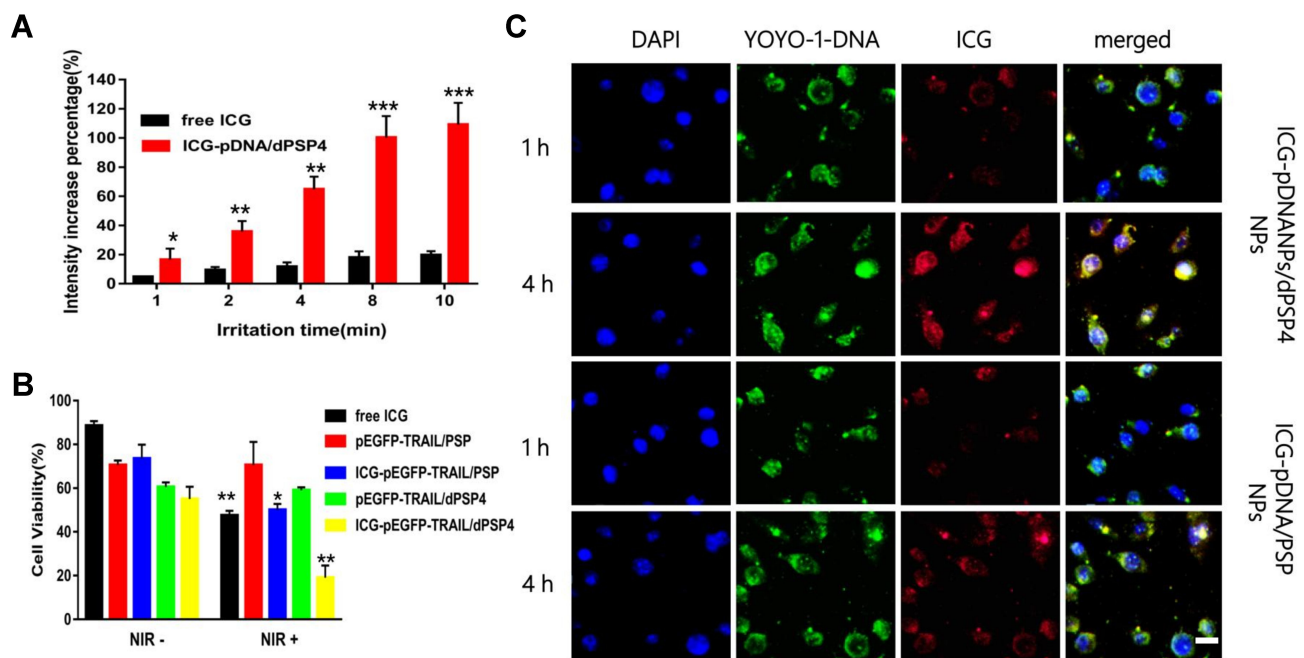 A
Intensity increase percentage(%)
140
120
100
80
60
40
20
0
free ICG
ICG-pDNA/dPSP4
*
**
**
***
***
1 2 4 8 10
Irritation time(min)
B
Cell Viability(%)
100
80
60
40
20
0
free ICG
pEGFP-TRAIL/PSP
ICG-pEGFP-TRAIL/PSP
pEGFP-TRAIL/dPSP4
ICG-pEGFP-TRAIL/dPSP4
**
*
**
NIR - NIR +
C
DAPI YOYO-1-DNA ICG merged
1 h
4 h
1 h
4 h
ICG-pDNANPs/dPSP4
NPs
ICG-pDNA/PSP
NPs